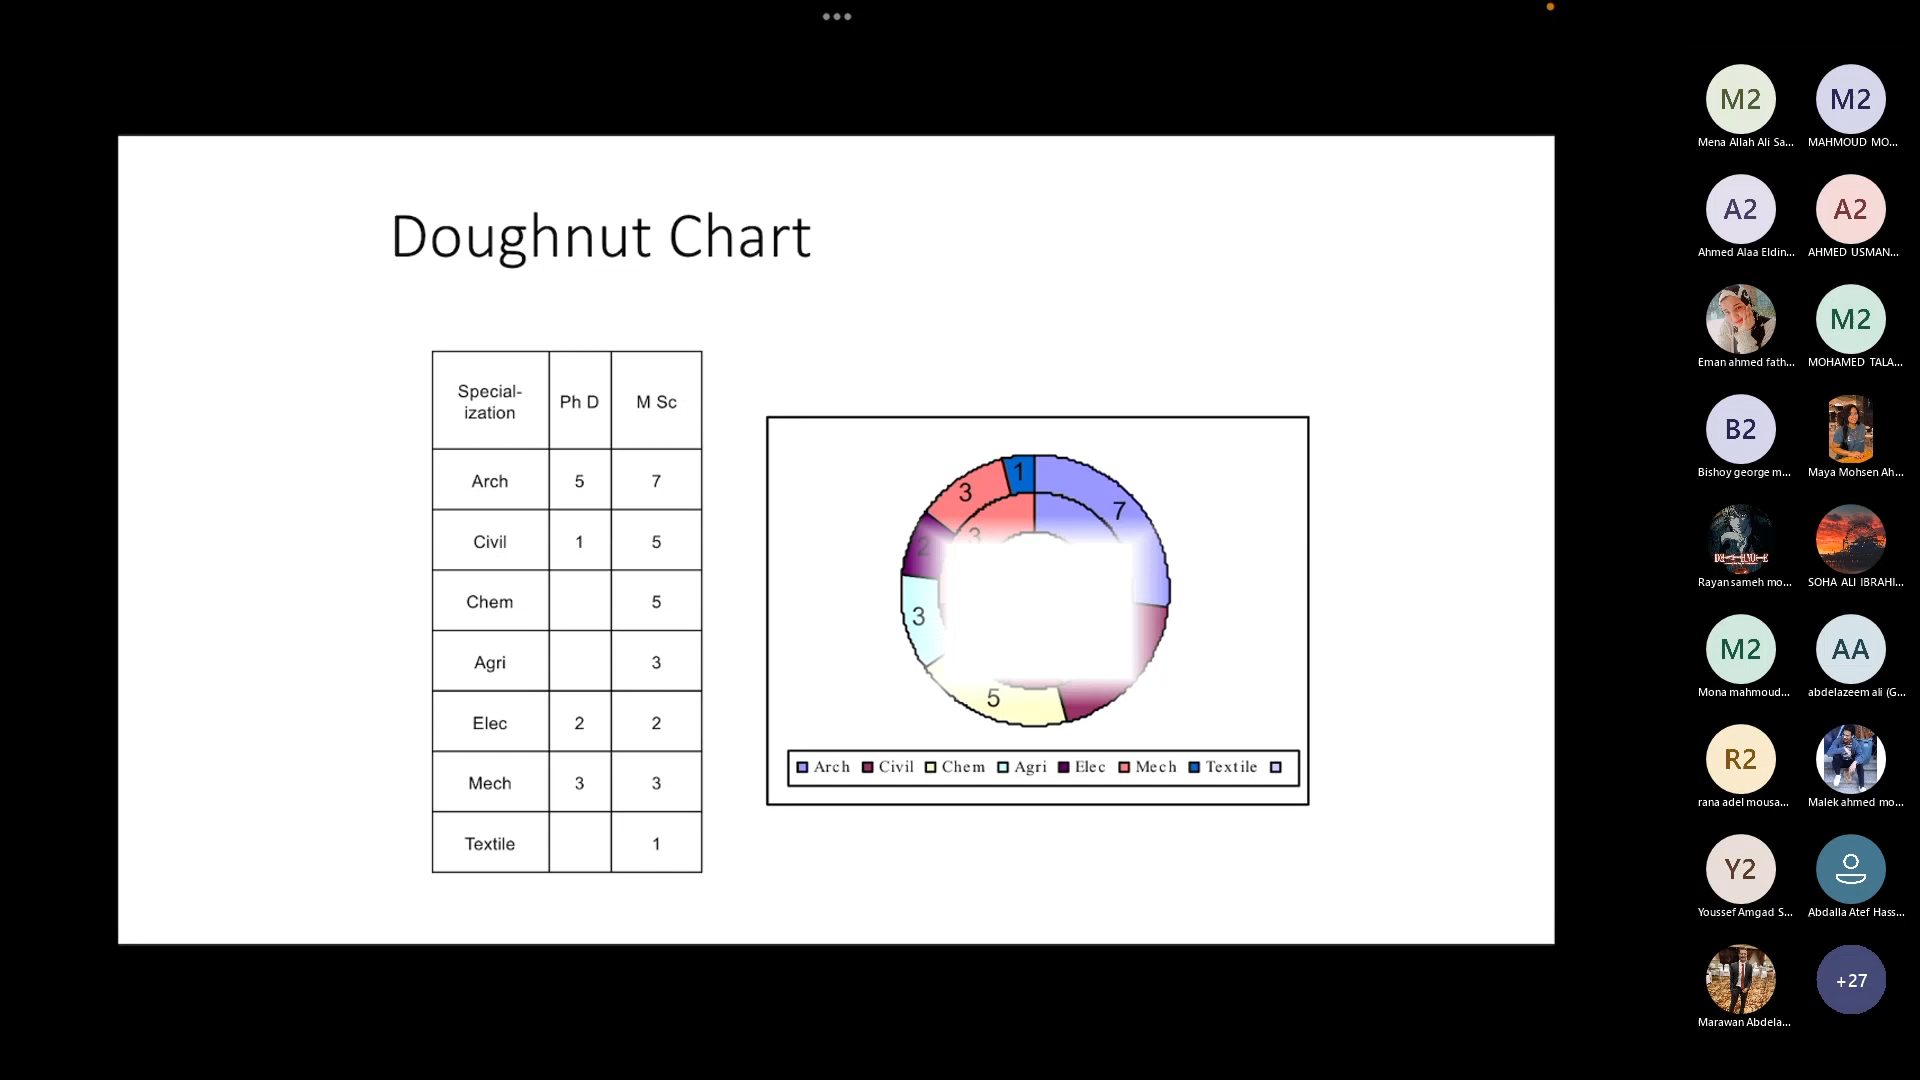 Doughnut Chart
Special-
ization
Ph D
M Sc
Arch 5 7
Civil 1 5
Chem 5
Agri 3
Elec 2 2
Mech 3 3
Textile 1
1
3
7
2
3
3
5
Arch Civil Chem Agri Elec Mech Textile
M2 M2
Mena Allah Ali Sa... MAHMOUD MO...
A2 A2
Ahmed Alaa Eldin... AHMED USMAN...
M2
Eman ahmed fath... MOHAMED TALA...
B2
Bishoy george m... Maya Mohsen Ah...
Rayan sameh mo... SOHA ALI IBRAHI...
M2 AA
Mona mahmoud... abdelazeem ali (G...
R2
rana adel mousa... Malek ahmed mo...
Y2
Youssef Amgad S... Abdalla Atef Hass...
+27
Marawan Abdela...